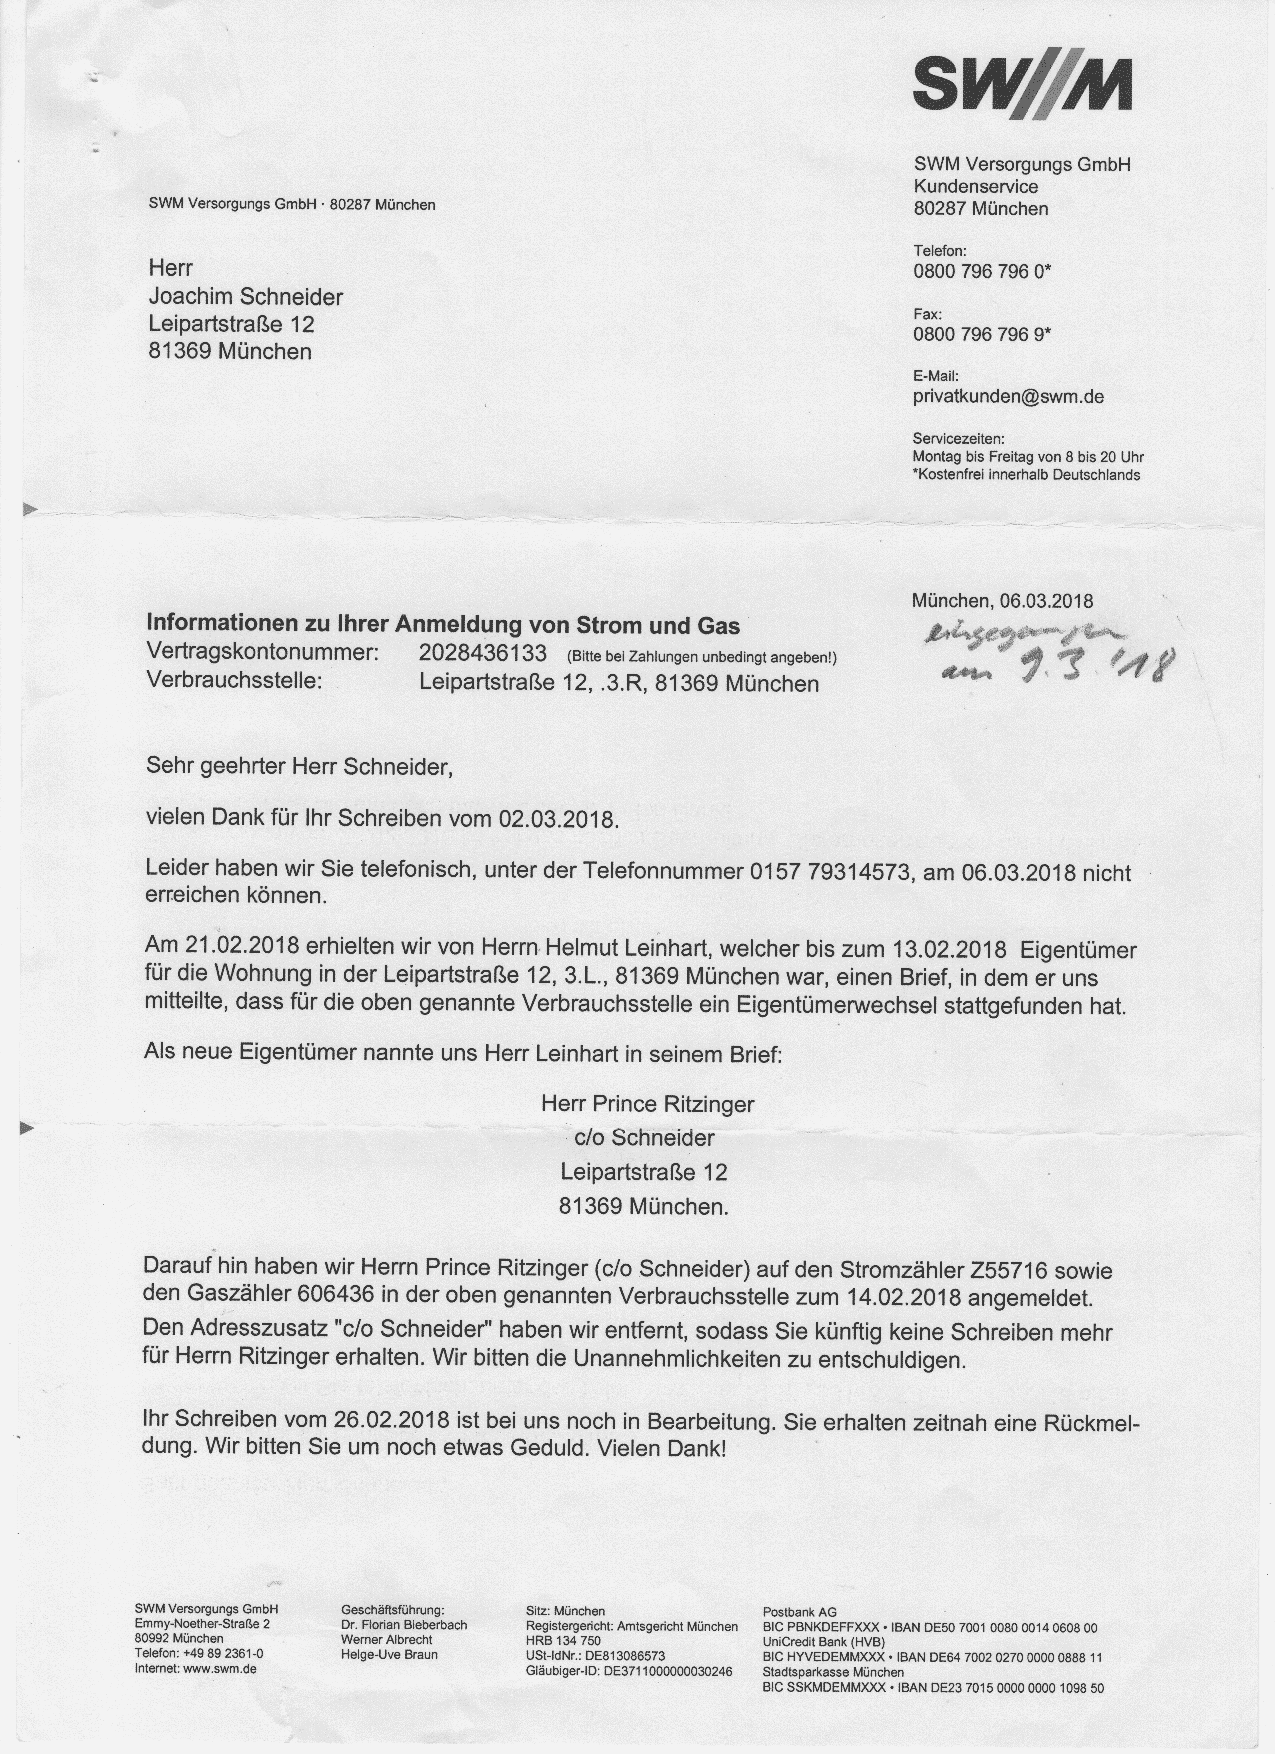 SWM
SWM Versorgungs GmbH
Kundenservice
80287 München
SWM Versorgungs GmbH · 80287 München
Telefon:
0800 796 796 0*
Fax:
0800 796 796 9*
E-Mail:
privatkunden@swm.de
Servicezeiten:
Montag bis Freitag von 8 bis 20 Uhr
*Kostenfrei innerhalb Deutschlands
Herr
Joachim Schneider
Leipartstraße 12
81369 München
München, 06.03.2018
eingegangen
am 9.3.'18
Informationen zu Ihrer Anmeldung von Strom und Gas
Vertragskontonummer: 2028436133 (Bitte bei Zahlungen unbedingt angeben!)
Verbrauchsstelle: Leipartstraße 12, .3.R, 81369 München
Sehr geehrter Herr Schneider,
vielen Dank für Ihr Schreiben vom 02.03.2018.
Leider haben wir Sie telefonisch, unter der Telefonnummer 0157 79314573, am 06.03.2018 nicht
erreichen können.
Am 21.02.2018 erhielten wir von Herrn Helmut Leinhart, welcher bis zum 13.02.2018 Eigentümer
für die Wohnung in der Leipartstraße 12, 3.L., 81369 München war, einen Brief, in dem er uns
mitteilte, dass für die oben genannte Verbrauchsstelle ein Eigentümerwechsel stattgefunden hat.
Als neue Eigentümer nannte uns Herr Leinhart in seinem Brief:
Herr Prince Ritzinger
c/o Schneider
Leipartstraße 12
81369 München.
Darauf hin haben wir Herrn Prince Ritzinger (c/o Schneider) auf den Stromzähler Z55716 sowie
den Gaszähler 606436 in der oben genannten Verbrauchsstelle zum 14.02.2018 angemeldet.
Den Adresszusatz "c/o Schneider" haben wir entfernt, sodass Sie künftig keine Schreiben mehr
für Herrn Ritzinger erhalten. Wir bitten die Unannehmlichkeiten zu entschuldigen.
Ihr Schreiben vom 26.02.2018 ist bei uns noch in Bearbeitung. Sie erhalten zeitnah eine Rückmel-
dung. Wir bitten Sie um noch etwas Geduld. Vielen Dank!
SWM Versorgungs GmbH
Emmy-Noether-Straße 2
80992 München
Telefon: +49 89 2361-0
Internet: www.swm.de
Geschäftsführung:
Dr. Florian Bieberbach
Werner Albrecht
Helge-Uve Braun
Sitz: München
Registergericht: Amtsgericht München
HRB 134 750
USt-IdNr.: DE813086573
Gläubiger-ID: DE3711000000030246
Postbank AG
BIC PBNKDEFFXXX • IBAN DE50 7001 0080 0014 0608 00
UniCredit Bank (HVB)
BIC HYVEDEMMXXX • IBAN DE64 7002 0270 0000 0888 11
Stadtsparkasse München
BIC SSKMDEMMXXX • IBAN DE23 7015 0000 0000 1098 50